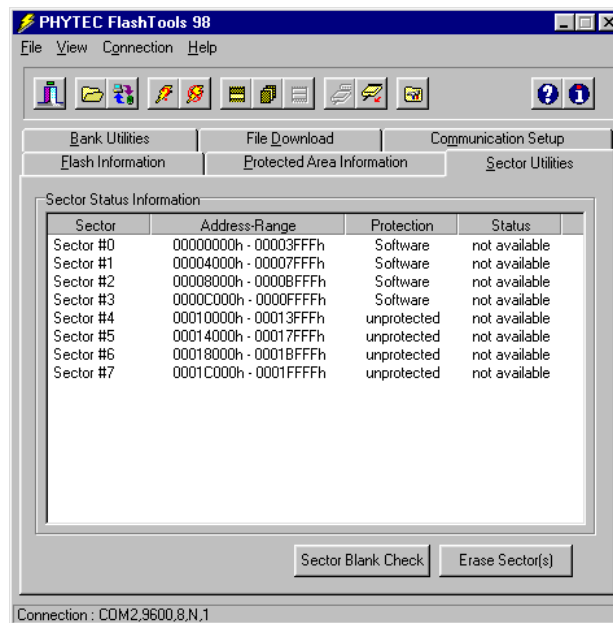 PHYTEC FlashTools 98
File View Connection Help
Bank Utilities File Download Communication Setup
Flash Information Protected Area Information Sector Utilities
Sector Status Information
Sector Address-Range Protection Status
Sector #0 00000000h - 00003FFFh Software not available
Sector #1 00004000h - 00007FFFh Software not available
Sector #2 00008000h - 0000BFFFh Software not available
Sector #3 0000C000h - 0000FFFFh Software not available
Sector #4 00010000h - 00013FFFh unprotected not available
Sector #5 00014000h - 00017FFFh unprotected not available
Sector #6 00018000h - 0001BFFFh unprotected not available
Sector #7 0001C000h - 0001FFFFh unprotected not available
Sector Blank Check Erase Sector(s)
Connection : COM2,9600,8,N,1